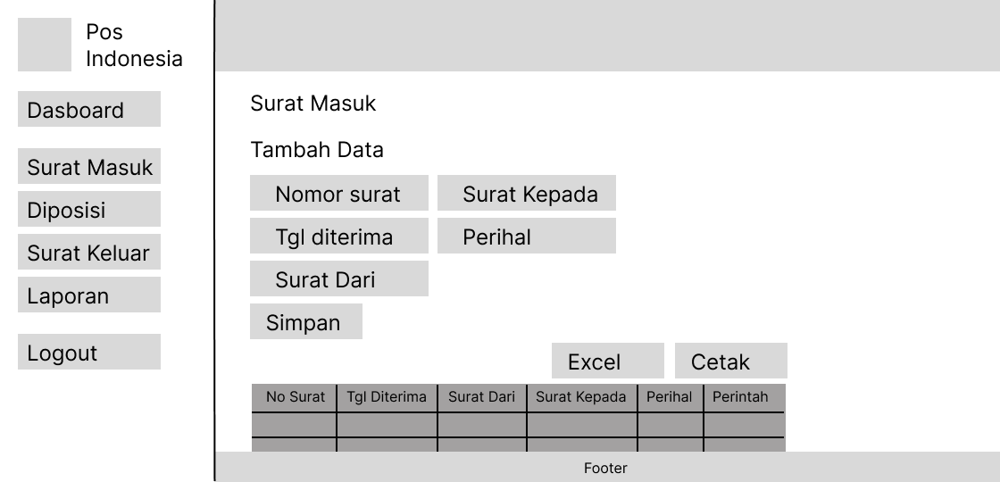 Pos
Indonesia
Dasboard
Surat Masuk
Diposisi
Surat Keluar
Laporan
Logout
Surat Masuk
Tambah Data
Nomor surat Surat Kepada
Tgl diterima Perihal
Surat Dari
Simpan
Excel Cetak
No Surat Tgl Diterima Surat Dari Surat Kepada Perihal Perintah
Footer